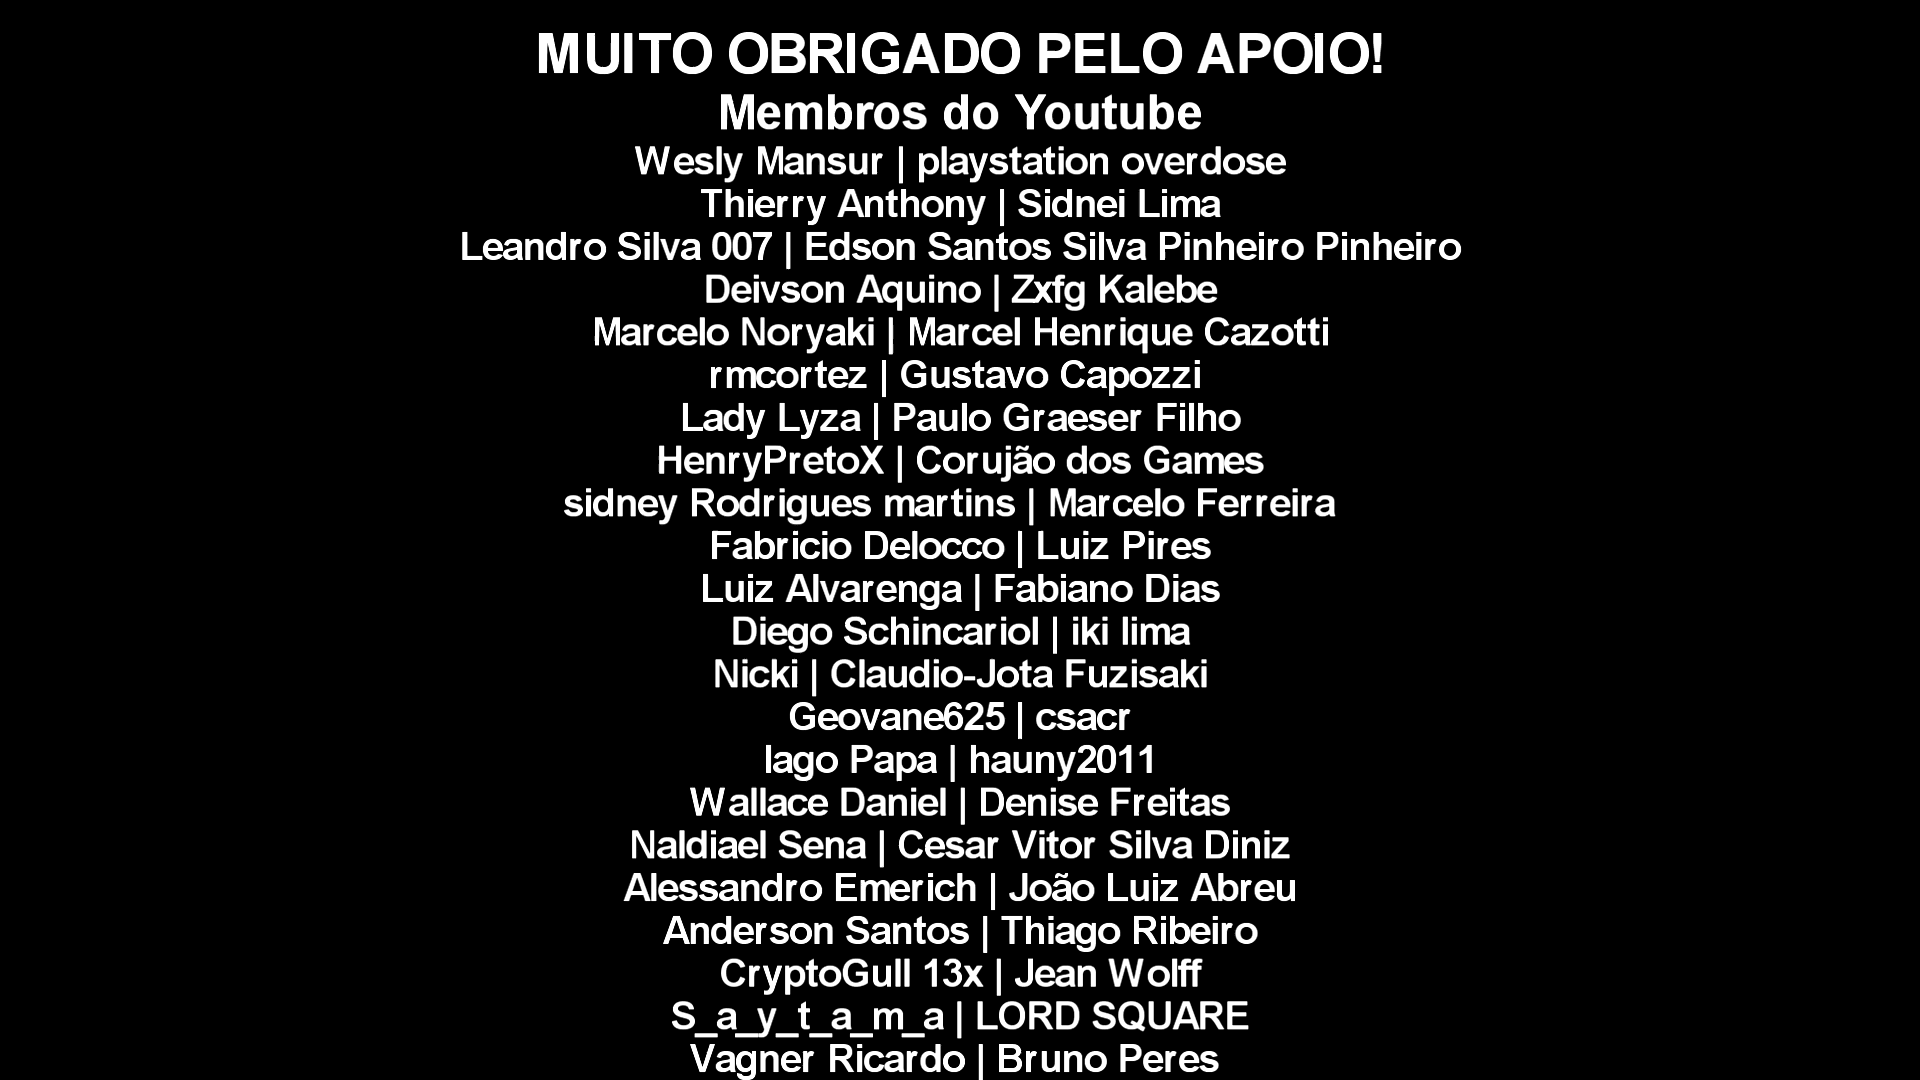 MUITO OBRIGADO PELO APOIO!
Membros do Youtube
Wesly Mansur | playstation overdose
Thierry Anthony | Sidnei Lima
Leandro Silva 007 | Edson Santos Silva Pinheiro Pinheiro
Deivson Aquino | Zxfg Kalebe
Marcelo Noryaki | Marcel Henrique Cazotti
rmcortez | Gustavo Capozzi
Lady Lyza | Paulo Graeser Filho
HenryPretoX | Corujão dos Games
sidney Rodrigues martins | Marcelo Ferreira
Fabricio Delocco | Luiz Pires
Luiz Alvarenga | Fabiano Dias
Diego Schincariol | iki lima
Nicki | Claudio-Jota Fuzisaki
Geovane625 | csacr
Iago Papa | hauny2011
Wallace Daniel | Denise Freitas
Naldiael Sena | Cesar Vitor Silva Diniz
Alessandro Emerich | João Luiz Abreu
Anderson Santos | Thiago Ribeiro
CryptoGull 13x | Jean Wolff
S_a_y_t_a_m_a | LORD SQUARE
Vagner Ricardo | Bruno Peres